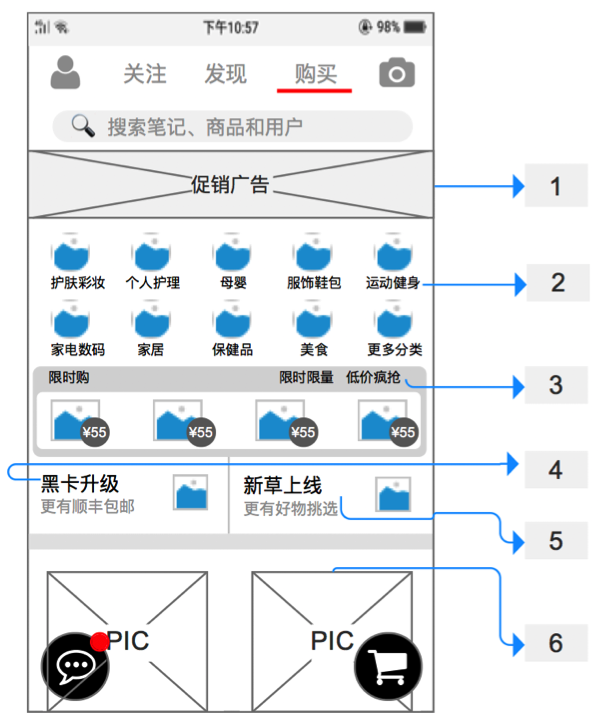 下午10:57 98%
关注 发现 购买
搜索笔记、商品和用户
促销广告
1
护肤彩妆 个人护理 母婴 服饰鞋包 运动健身
2
家电数码 家居 保健品 美食 更多分类
限时购 限时限量 低价疯抢
3
¥55 ¥55 ¥55 ¥55
4
黑卡升级 新草上线
更有顺丰包邮 更有好物挑选
5
PIC PIC
6